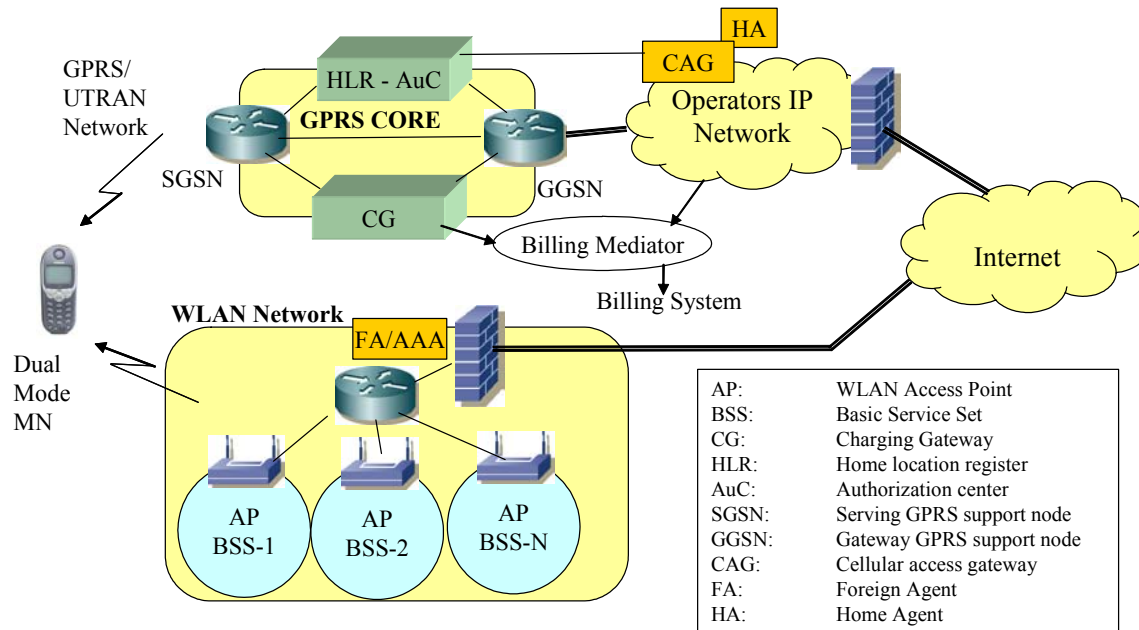 HA
CAG
GPRS/
UTRAN
Network
HLR - AuC
GPRS CORE
Operators IP
Network
SGSN
GGSN
CG
Billing Mediator
Internet
Billing System
WLAN Network
FA/AAA
Dual
Mode
MN
AP
BSS-1
AP
BSS-2
AP
BSS-N
AP: WLAN Access Point
BSS: Basic Service Set
CG: Charging Gateway
HLR: Home location register
AuC: Authorization center
SGSN: Serving GPRS support node
GGSN: Gateway GPRS support node
CAG: Cellular access gateway
FA: Foreign Agent
HA: Home Agent